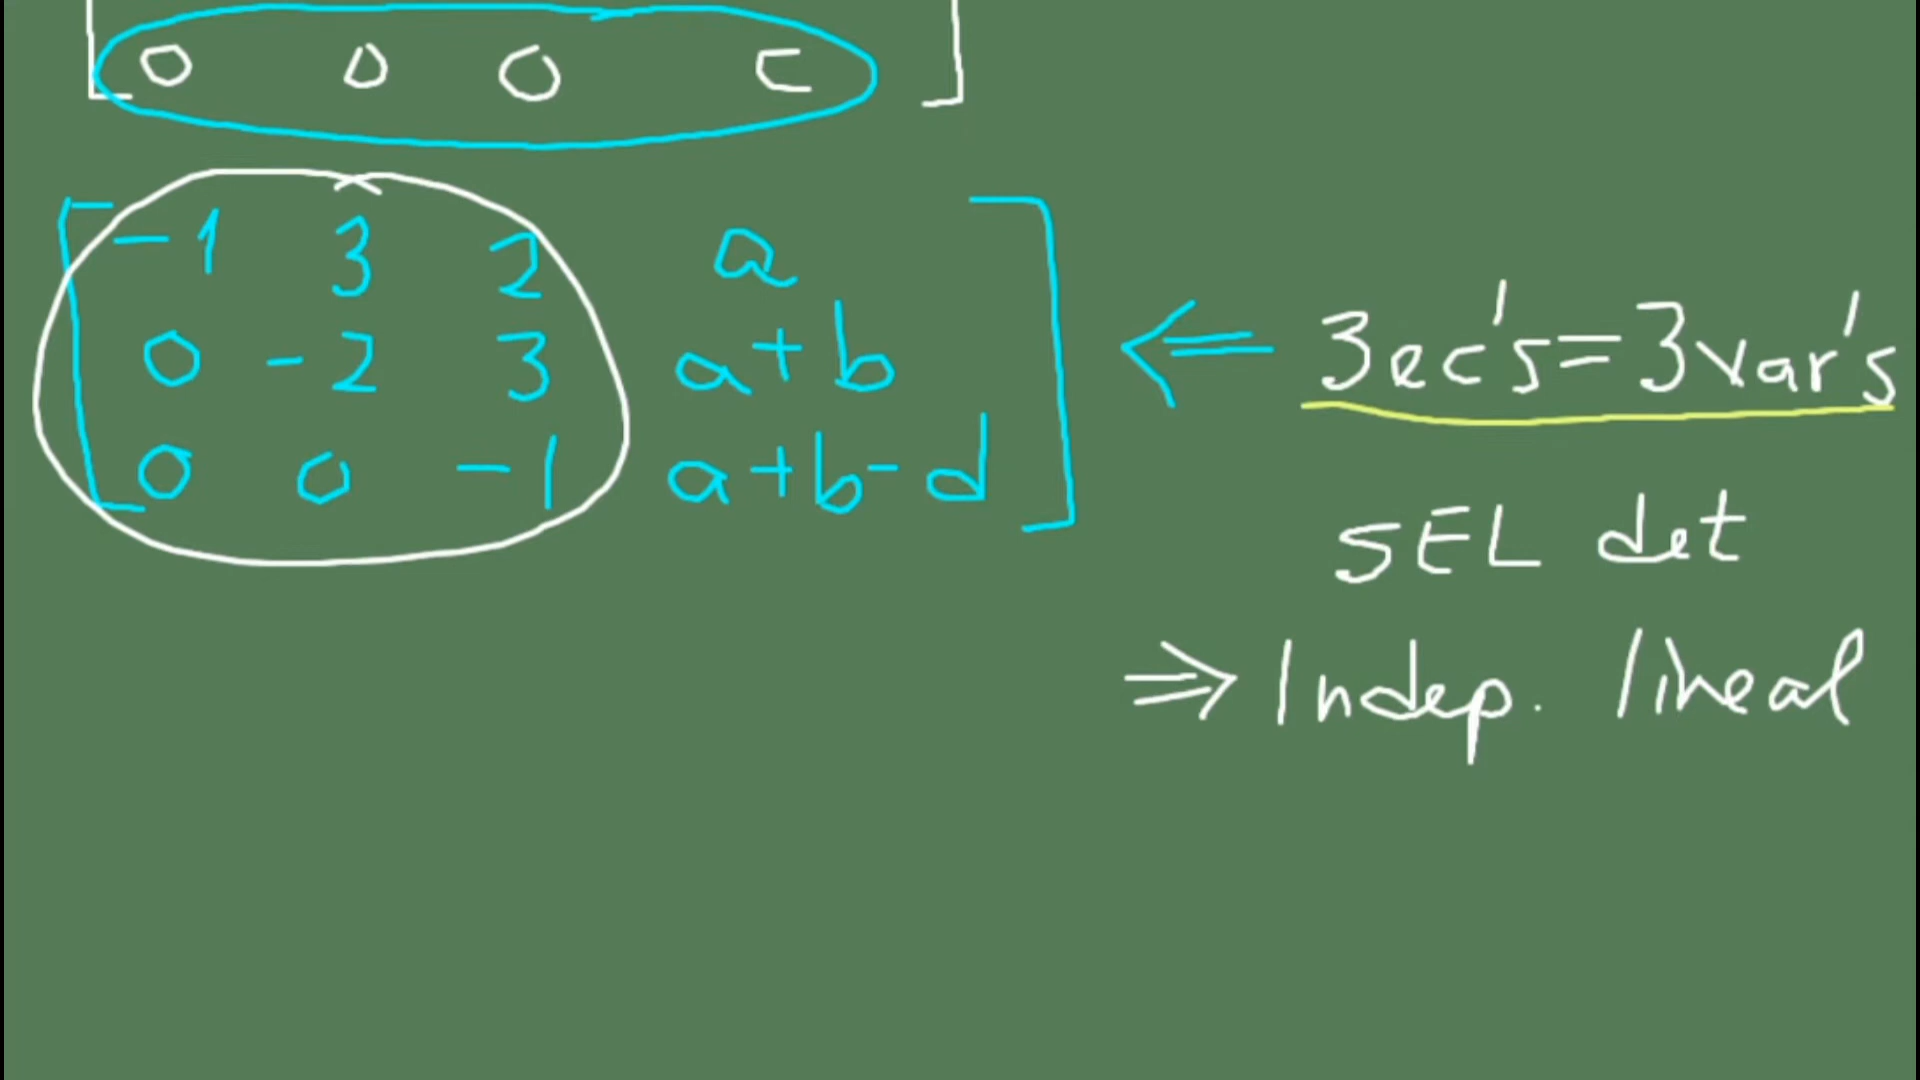 0 0 0 c
-1 3 2 a
0 -2 3 a+b
0 0 -1 a+b-d
⇐ 3ec's=3var's
SEL det
⇒ Indep. lineal